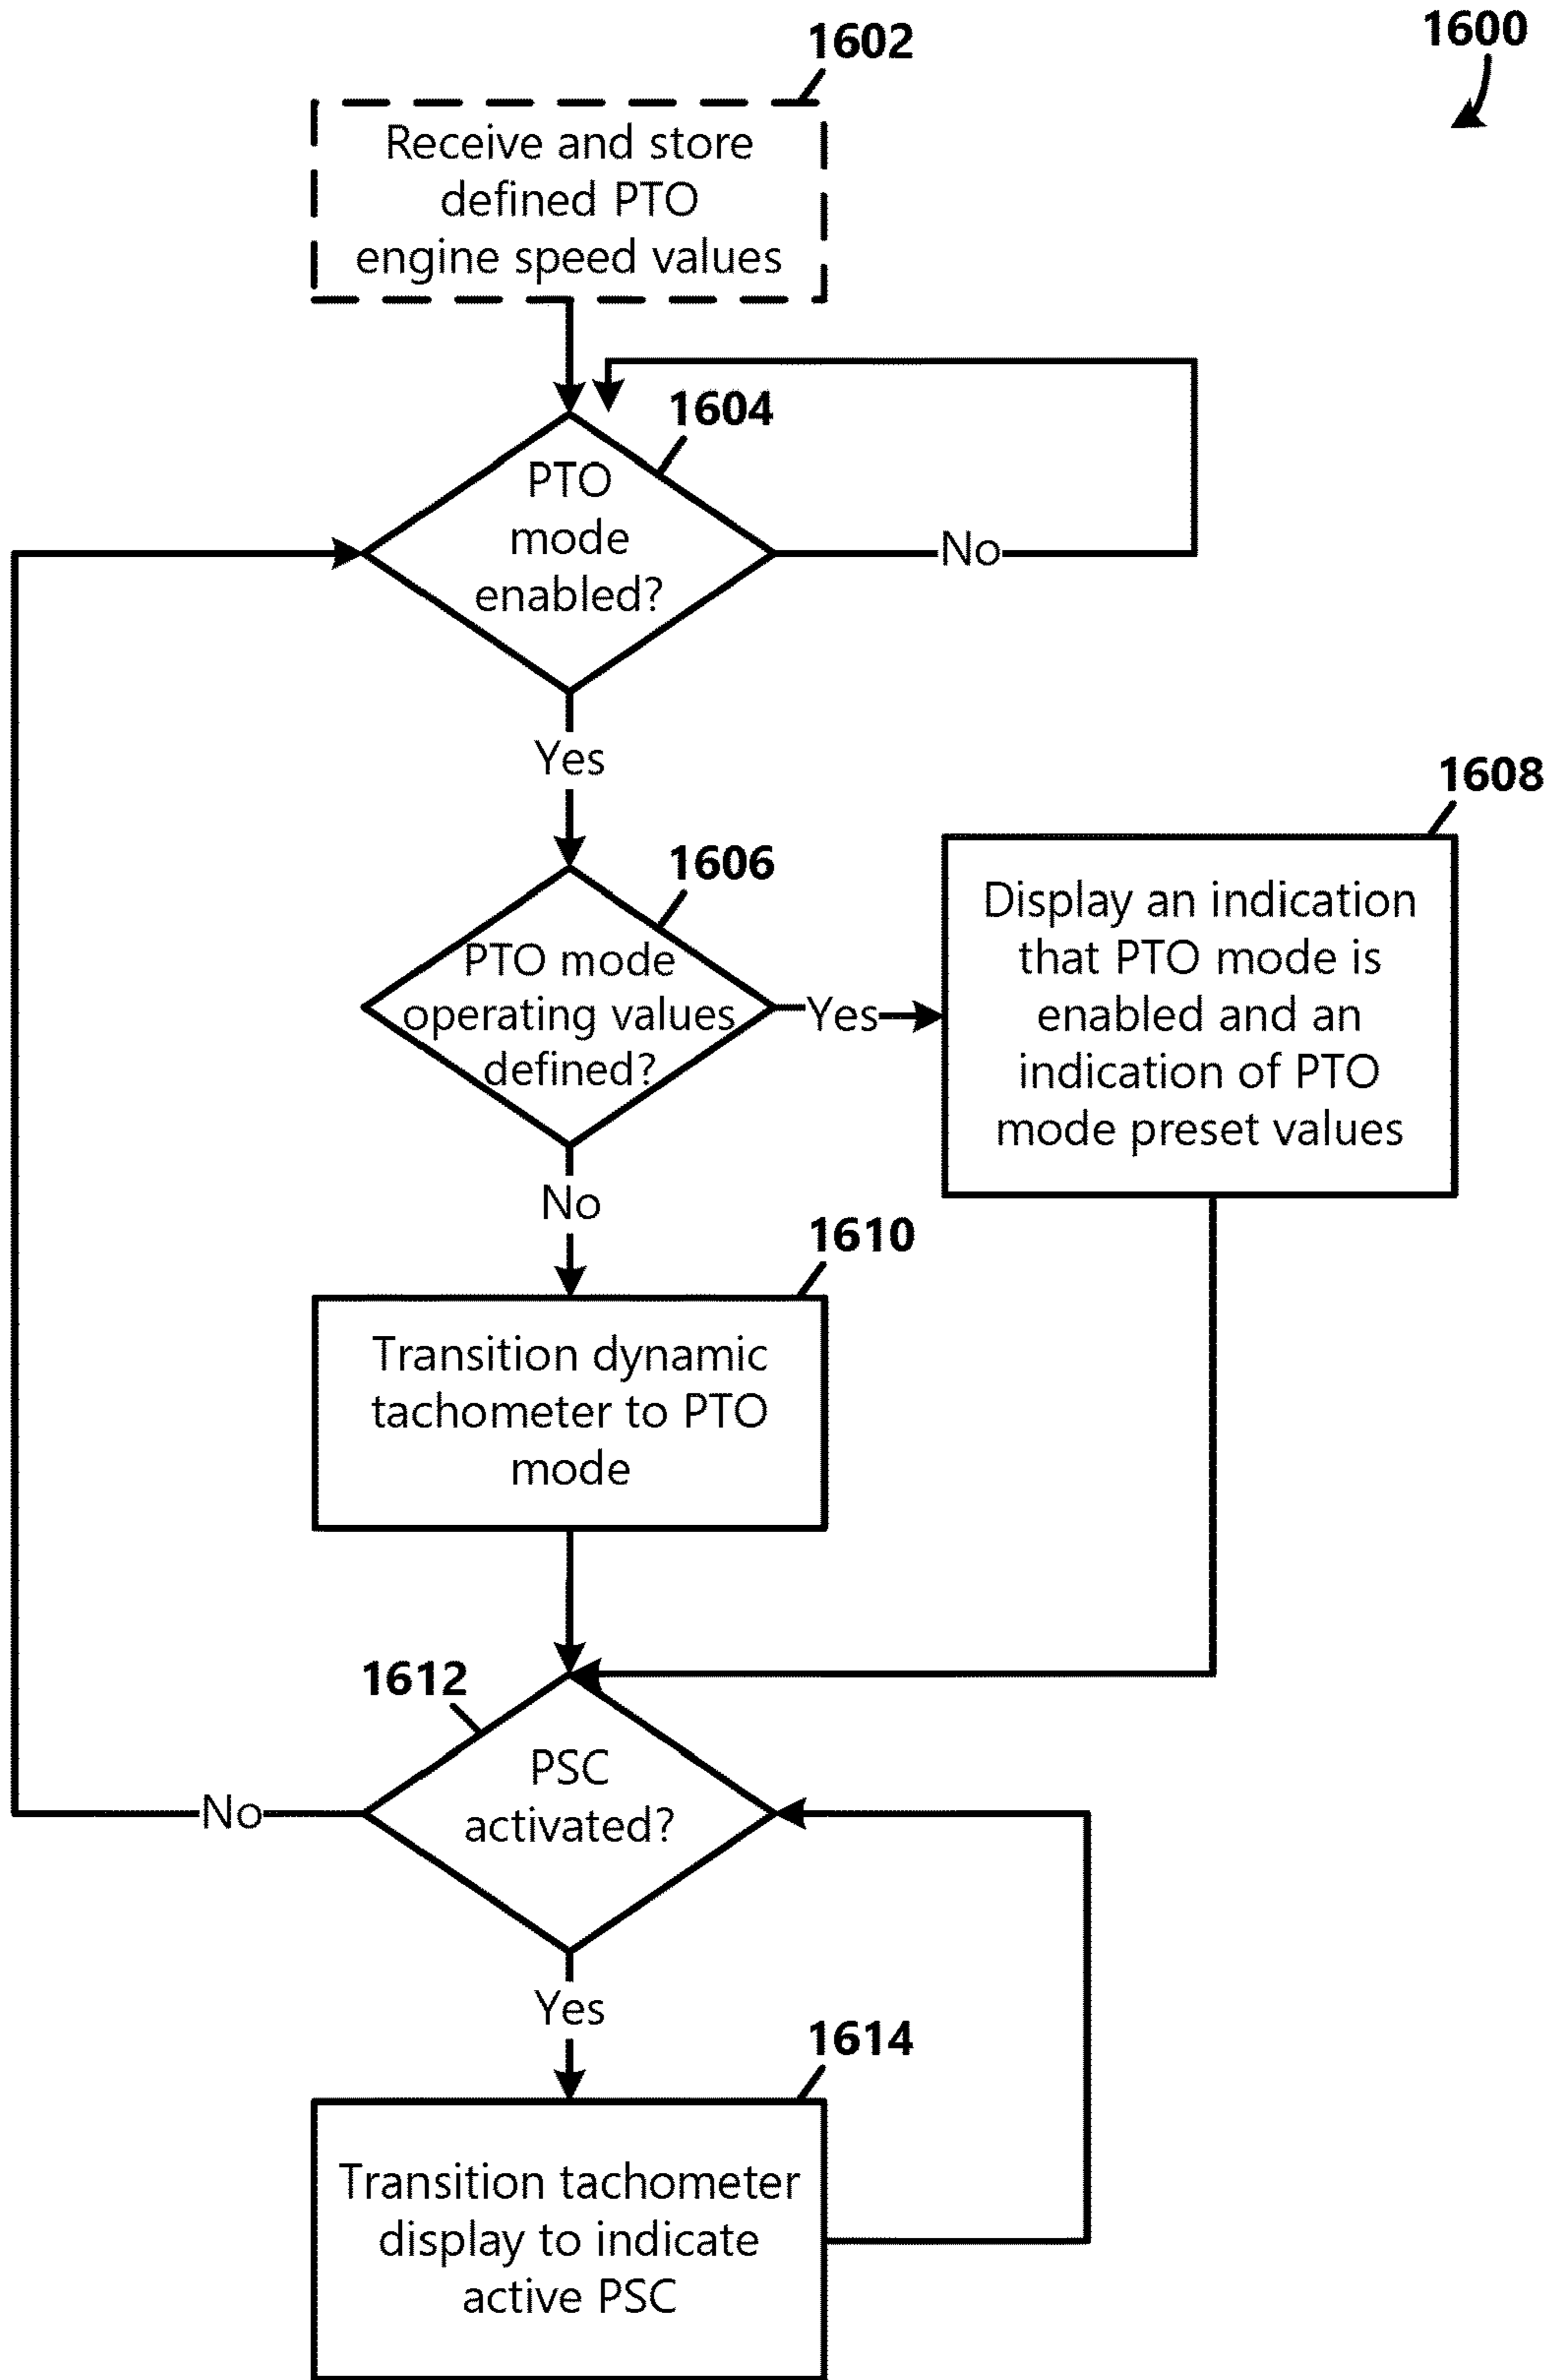 1600
1602
Receive and store
defined PTO
engine speed values
1604
PTO
mode
enabled?
No
Yes
1606
PTO mode
operating values
defined?
Yes
1608
Display an indication
that PTO mode is
enabled and an
indication of PTO
mode preset values
No
1610
Transition dynamic
tachometer to PTO
mode
1612
PSC
activated?
No
Yes
1614
Transition tachometer
display to indicate
active PSC